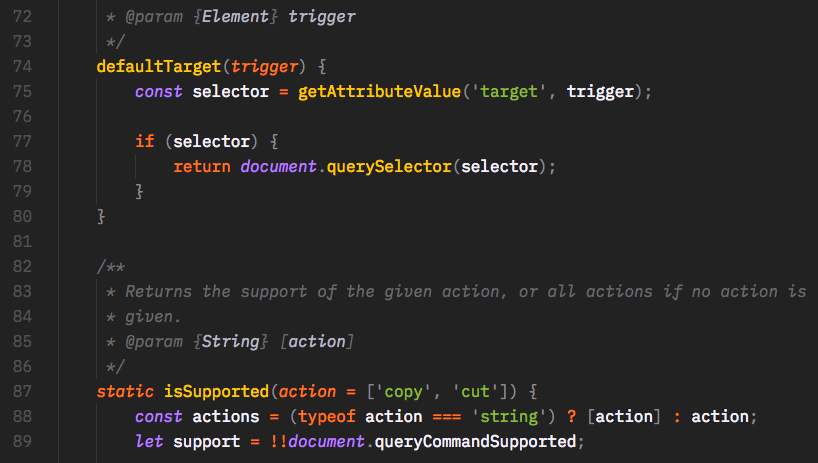 72      * @param {Element} trigger
73      */
74     defaultTarget(trigger) {
75         const selector = getAttributeValue('target', trigger);
76
77         if (selector) {
78             return document.querySelector(selector);
79         }
80     }
81
82     /**
83      * Returns the support of the given action, or all actions if no action is
84      * given.
85      * @param {String} [action]
86      */
87     static isSupported(action = ['copy', 'cut']) {
88         const actions = (typeof action === 'string') ? [action] : action;
89         let support = !!document.queryCommandSupported;